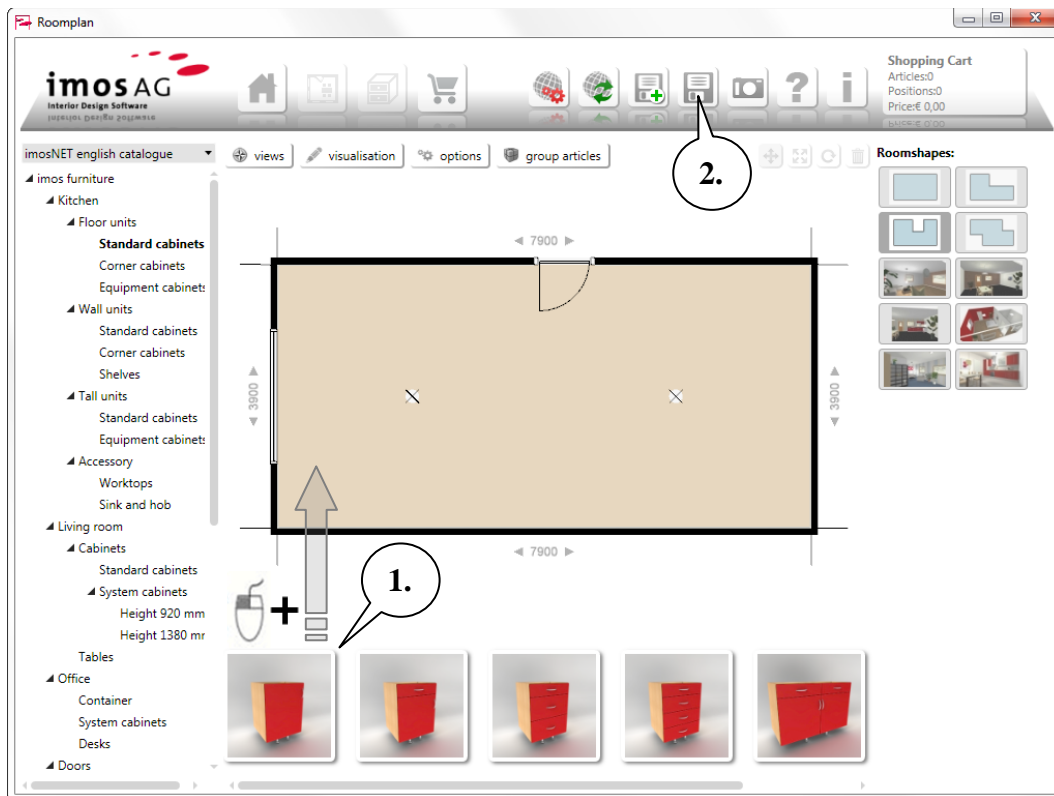 Roomplan
imos AG
Interior Design Software
Shopping Cart
Articles:0
Positions:0
Price:€ 0,00
imosNET english catalogue
views
visualisation
options
group articles
2.
Roomshapes:
imos furniture
Kitchen
Floor units
Standard cabinets
Corner cabinets
Equipment cabinets
Wall units
Standard cabinets
Corner cabinets
Shelves
Tall units
Standard cabinets
Equipment cabinets
Accessory
Worktops
Sink and hob
Living room
Cabinets
Standard cabinets
System cabinets
Height 920 mm
Height 1380 mr
Tables
Office
Container
System cabinets
Desks
Doors
7900
3900
3900
7900
1.
+